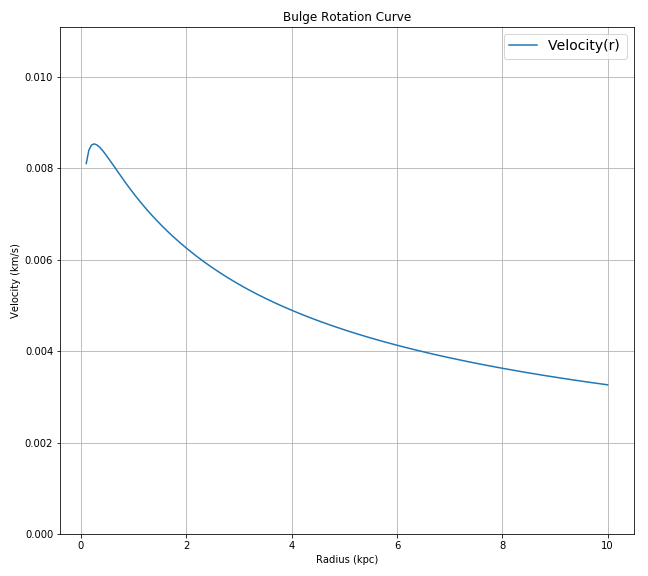 Bulge Rotation Curve
Velocity(r)
0.010
0.008
0.006
0.004
0.002
0.000
Velocity (km/s)
0 2 4 6 8 10
Radius (kpc)